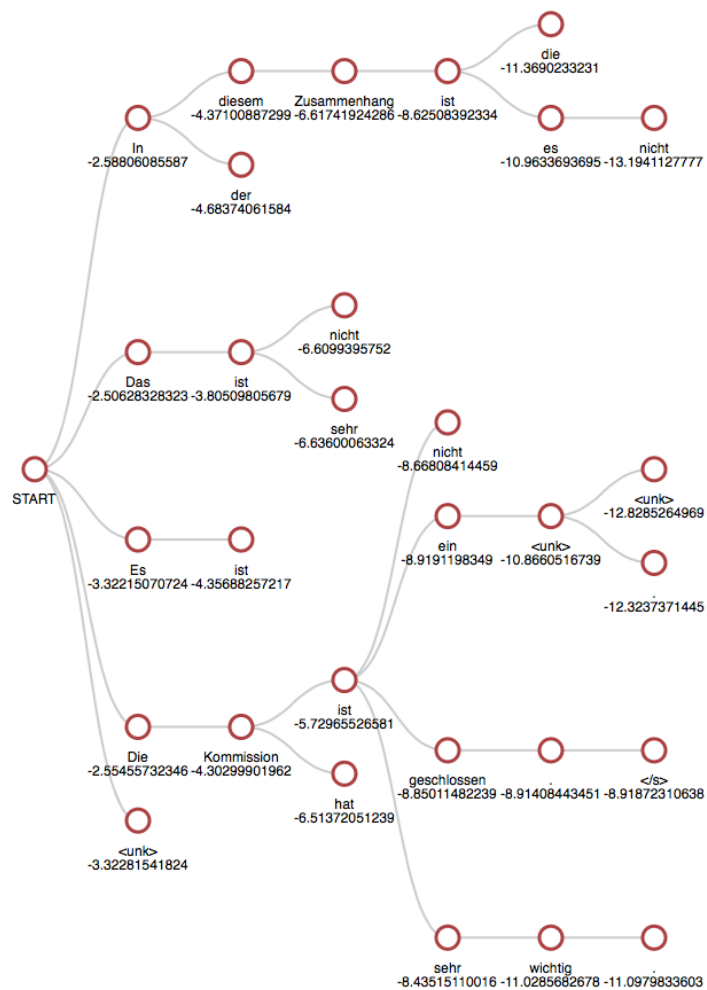 die
-11.3690233231
diesem Zusammenhang ist
-4.37100887299 -6.61741924286 -8.62508392334
In es nicht
-2.58806085587 -10.9633693695 -13.1941127777
der
-4.68374061584
nicht
-6.6099395752
Das ist
-2.50628328323 -3.80509805679
sehr
-6.63600063324
nicht
-8.66808414459
START <unk>
-12.8285264969
Es ist ein <unk>
-3.32215070724 -4.35688257217 -8.9191198349 -10.8660516739
.
-12.3237371445
ist
-5.72965526581
Die Kommission
-2.55455732346 -4.30299901962
geschlossen . </s>
-8.85011482239 -8.91408443451 -8.91872310638
hat
-6.51372051239
<unk>
-3.32281541824
sehr wichtig .
-8.43515110016 -11.0285682678 -11.0979833603